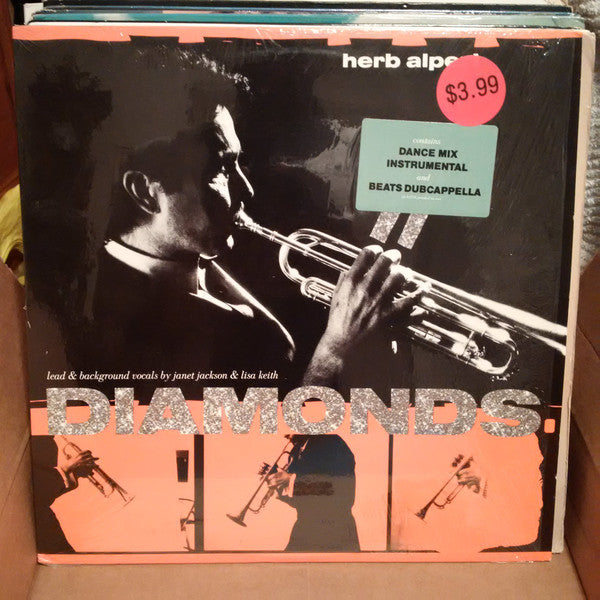 herb alpe
$3.99
contains
DANCE MIX
INSTRUMENTAL
and
BEATS DUBCAPPELLA
lead & background vocals by janet jackson & lisa keith
DIAMONDS.